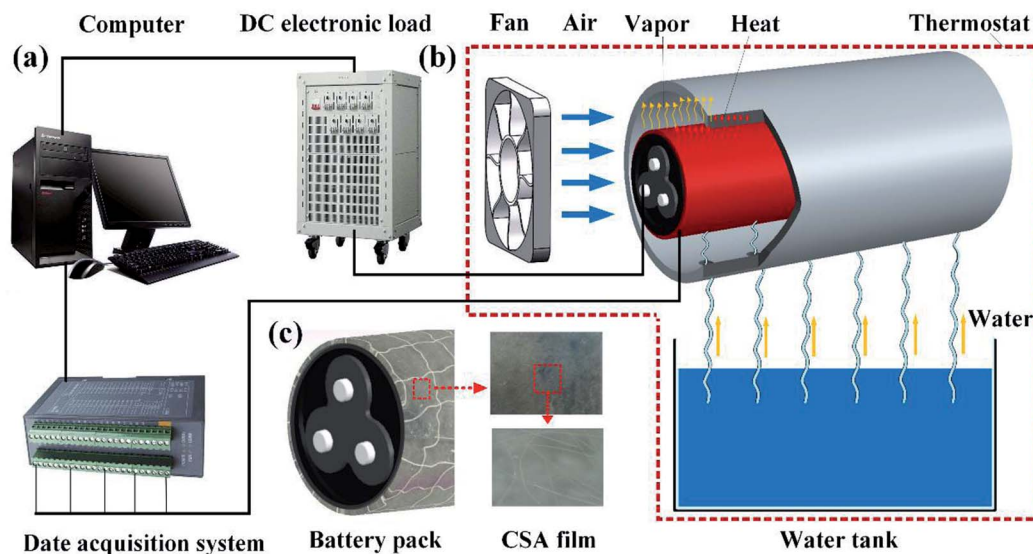 Computer
DC electronic load
Fan
Air
Vapor
Heat
Thermostat
(a)
(b)
Water
(c)
Date acquisition system
Battery pack
CSA film
Water tank